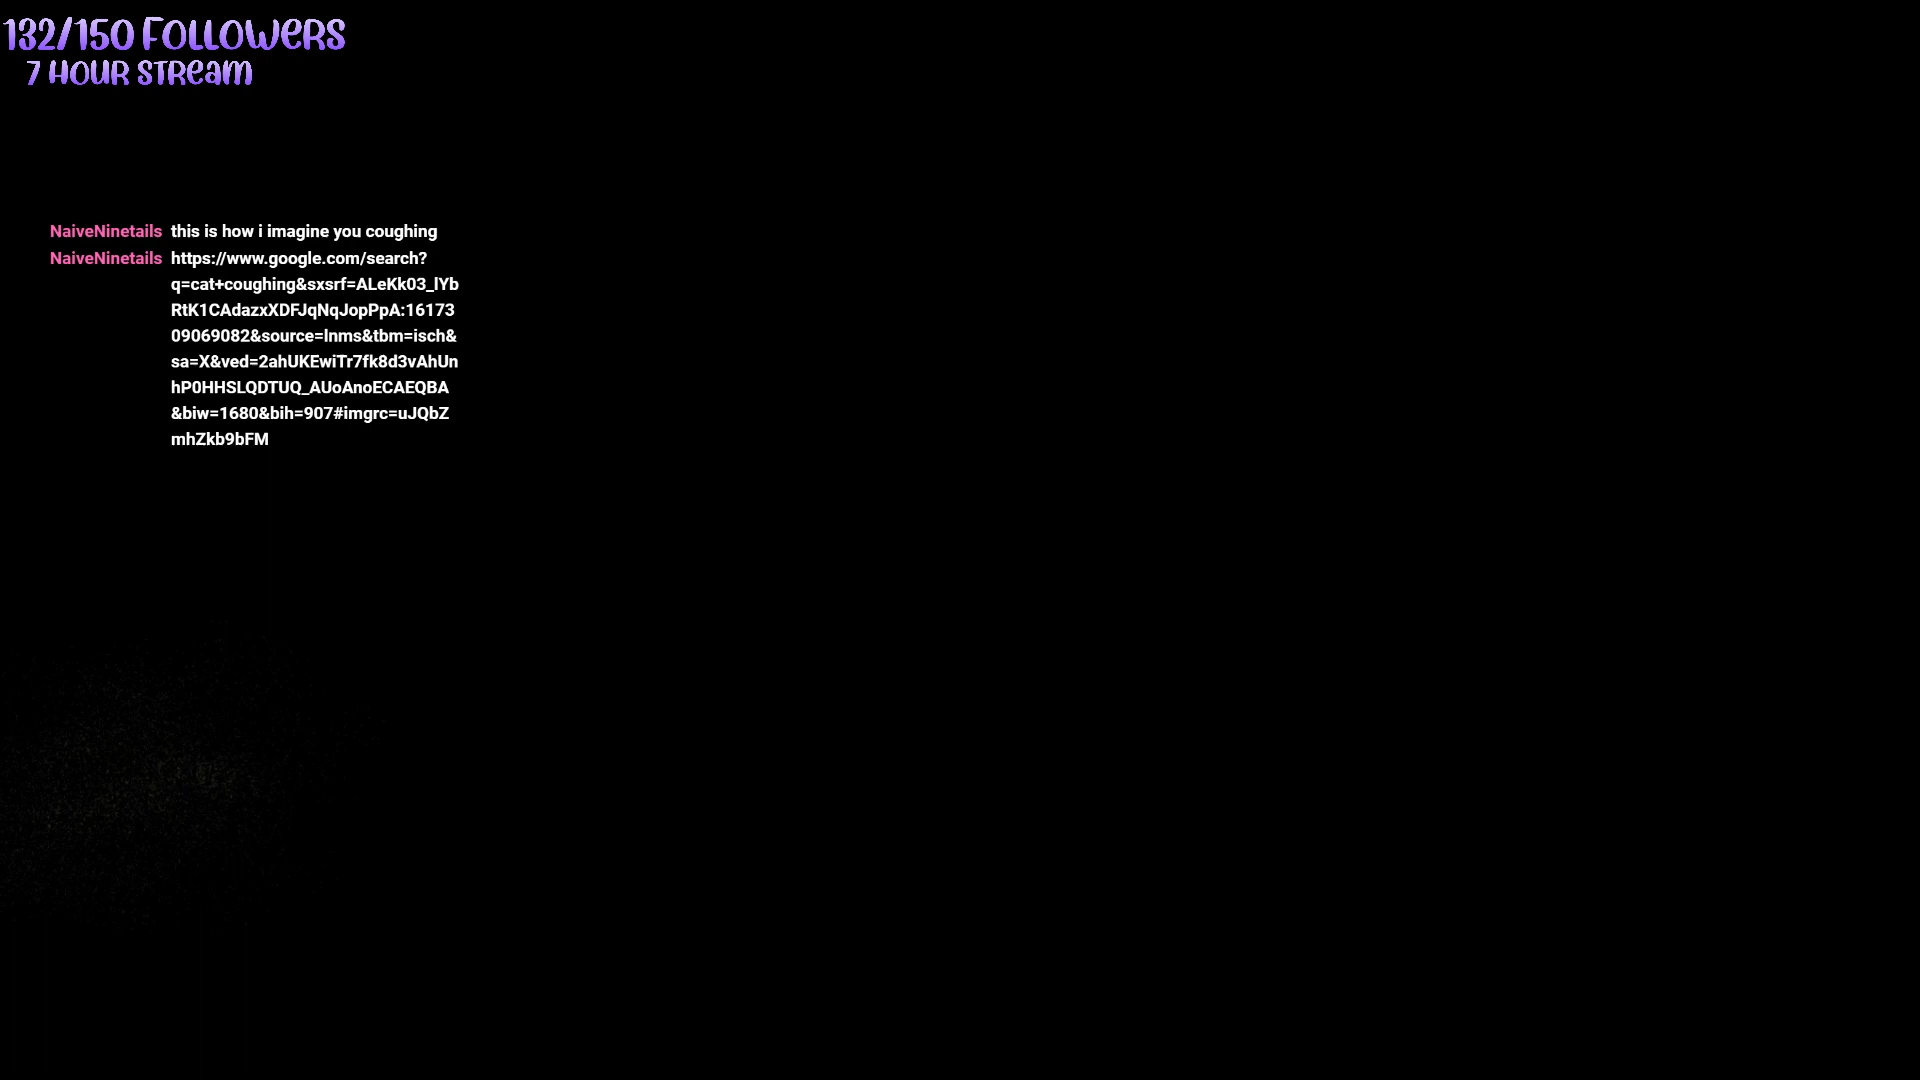 132/150 FOLLOWERS
7 HOUR STREAM
NaiveNinetails this is how i imagine you coughing
NaiveNinetails https://www.google.com/search?
q=cat+coughing&sxsrf=ALeKk03_lYb
RtK1CAdazxXDFJqNqJopPpA:16173
09069082&source=lnms&tbm=isch&
sa=X&ved=2ahUKEwiTr7fk8d3vAhUn
hP0HHSLQDTUQ_AUoAnoECAEQBA
&biw=1680&bih=907#imgrc=uJQbZ
mhZkb9bFM